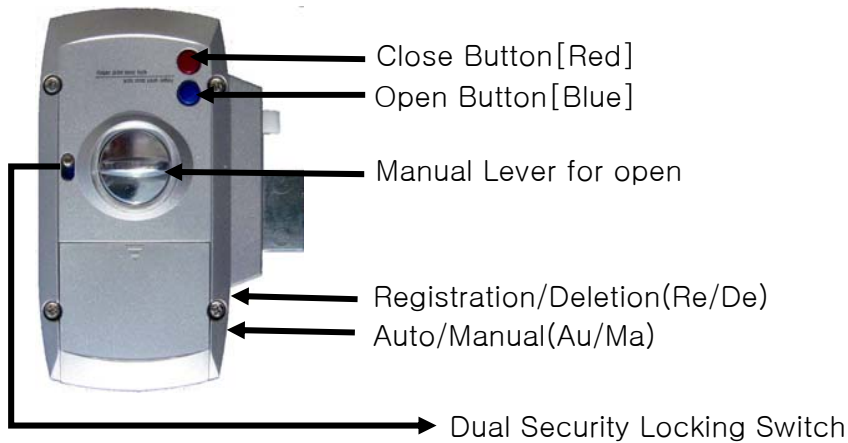 Close Button[Red]
Open Button[Blue]
Manual Lever for open
Registration/Deletion(Re/De)
Auto/Manual(Au/Ma)
Dual Security Locking Switch